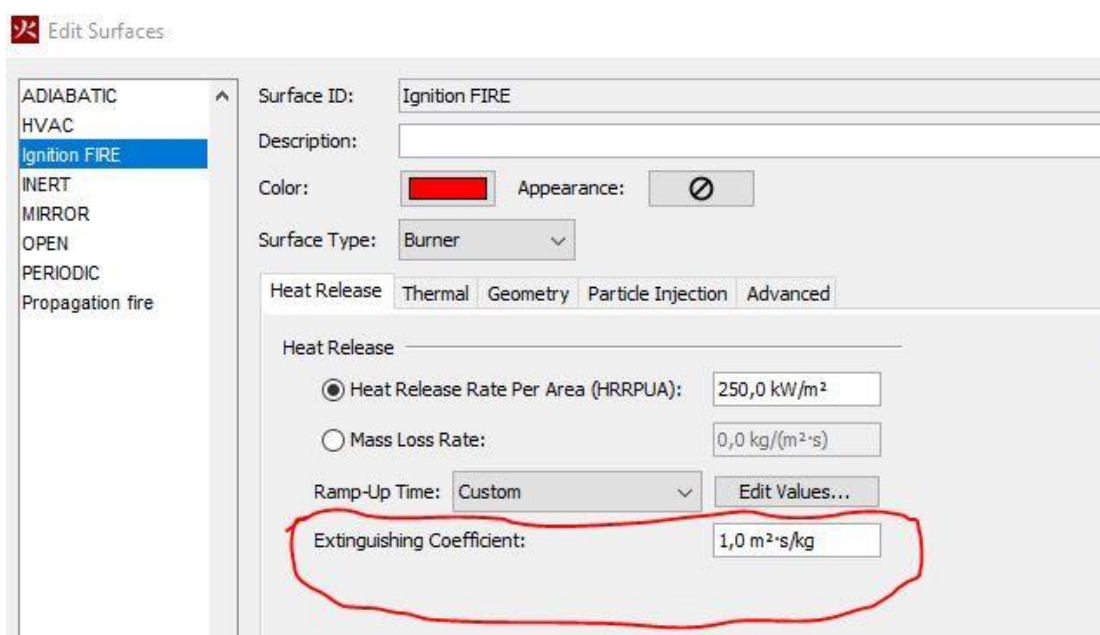 Edit Surfaces
ADIABATIC
HVAC
Ignition FIRE
INERT
MIRROR
OPEN
PERIODIC
Propagation fire
Surface ID: Ignition FIRE
Description:
Color: Appearance:
Surface Type: Burner
Heat Release Thermal Geometry Particle Injection Advanced
Heat Release
Heat Release Rate Per Area (HRRPUA): 250,0 kW/m²
Mass Loss Rate: 0,0 kg/(m²·s)
Ramp-Up Time: Custom Edit Values...
Extinguishing Coefficient: 1,0 m²·s/kg